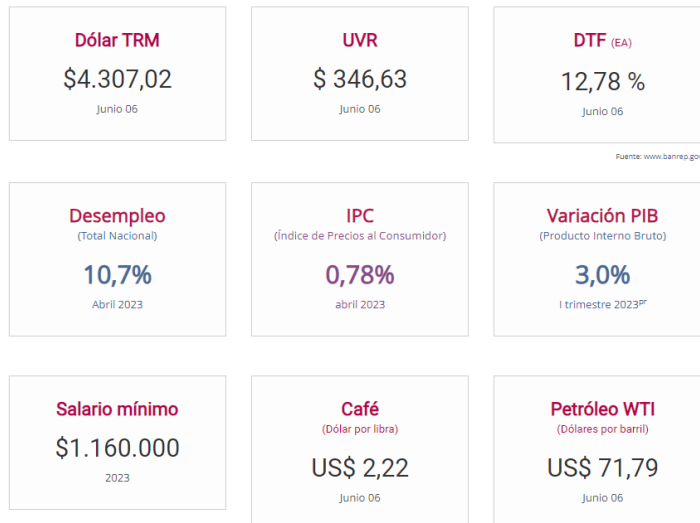 Dólar TRM
$4.307,02
Junio 06
UVR
$ 346,63
Junio 06
DTF (EA)
12,78 %
Junio 06
Fuente: www.banrep.gov
Desempleo
(Total Nacional)
10,7%
Abril 2023
IPC
(Índice de Precios al Consumidor)
0,78%
abril 2023
Variación PIB
(Producto Interno Bruto)
3,0%
I trimestre 2023pr
Salario mínimo
$1.160.000
2023
Café
(Dólar por libra)
US$ 2,22
Junio 06
Petróleo WTI
(Dólares por barril)
US$ 71,79
Junio 06